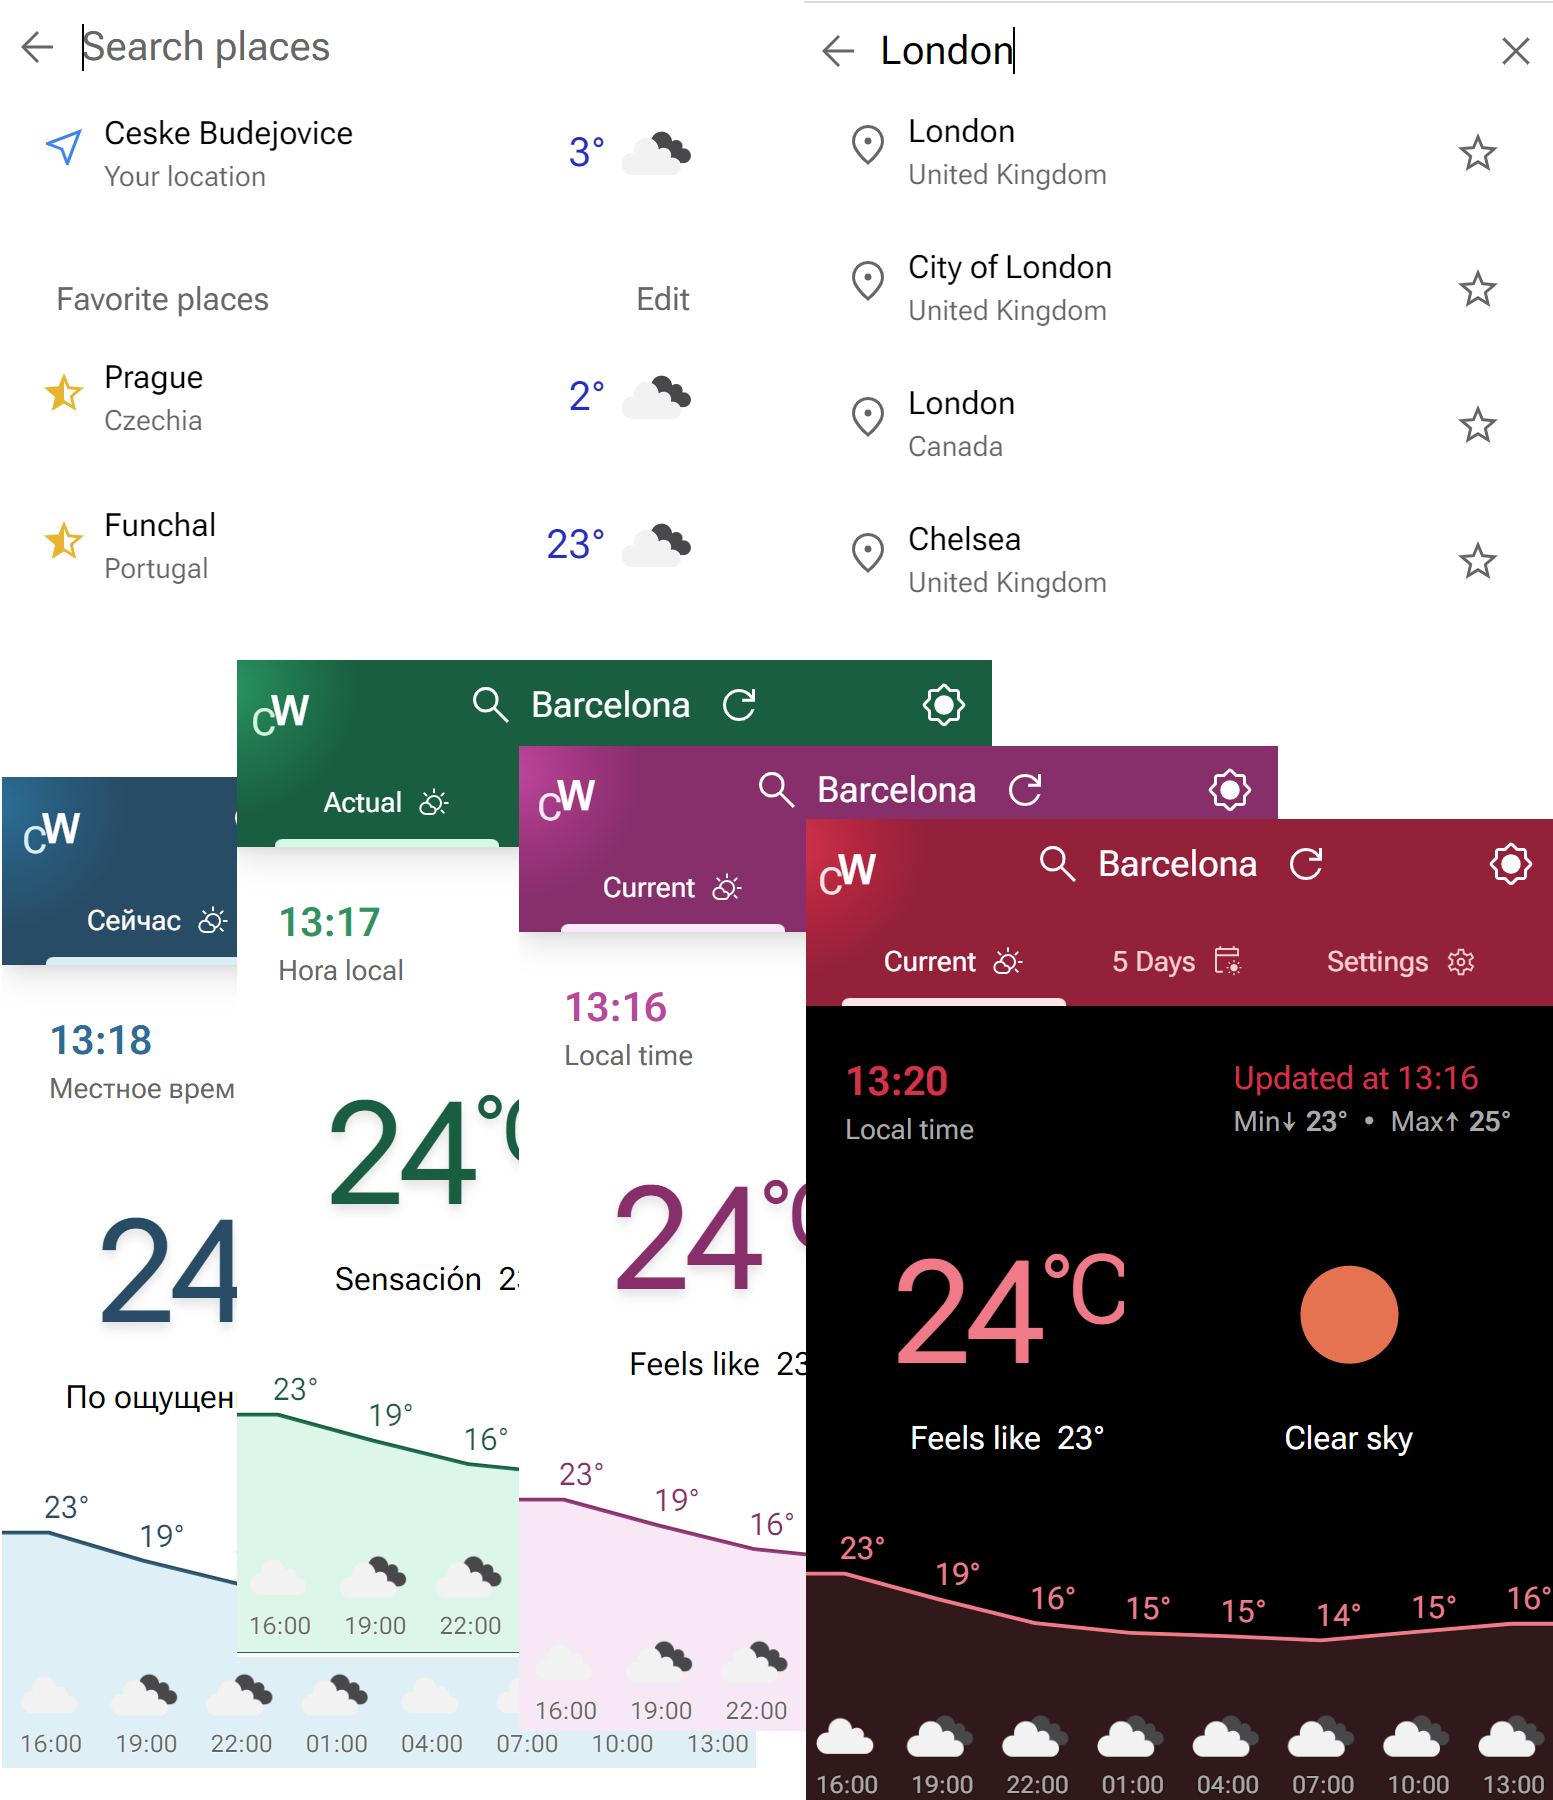 Search places
Ceske Budejovice
Your location
3°
Favorite places
Edit
Prague
Czechia
2°
Funchal
Portugal
23°
London
London
United Kingdom
City of London
United Kingdom
London
Canada
Chelsea
United Kingdom
cW
Сейчас
13:18
24
По
23°
19°
16:00 19:00 22:00 01:00 04:00 07:00 10:00 13:00
cW
Barcelona
Actual
13:17
Hora local
24°
Sensación
23°
19°
16°
16:00 19:00 22:00
cW
Barcelona
Current
13:16
Local time
24°
Feels like 23
23°
19°
16°
16:00 19:00 22:00
cW
Barcelona
Current 5 Days Settings
13:20
Local time
Updated at 13:16
Min↓ 23° • Max↑ 25°
24°C
Feels like 23°
Clear sky
23° 19° 16° 15° 15° 14° 15° 16°
16:00 19:00 22:00 01:00 04:00 07:00 10:00 13:00